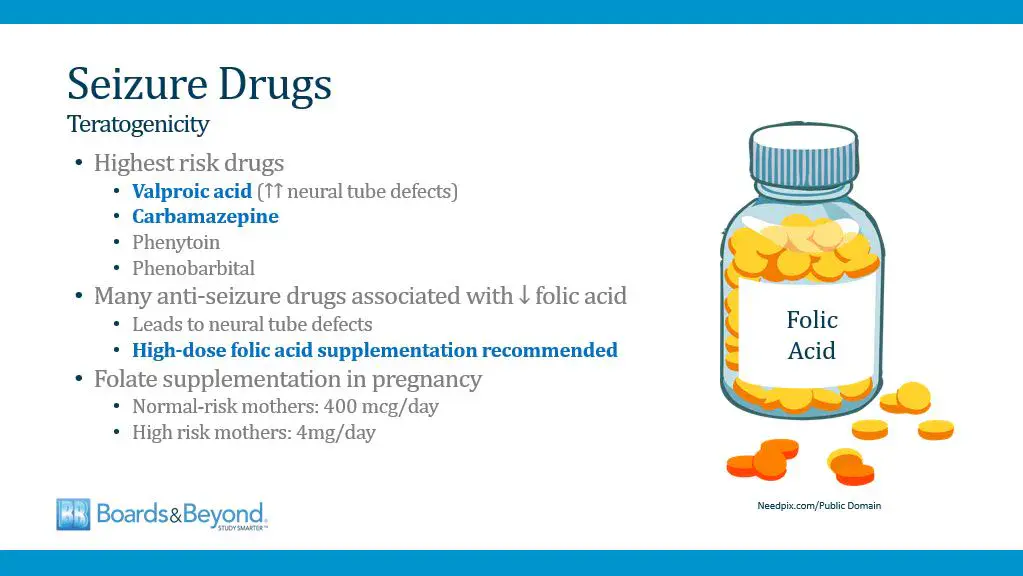 Seizure Drugs
Teratogenicity
• Highest risk drugs
• Valproic acid (↑↑ neural tube defects)
• Carbamazepine
• Phenytoin
• Phenobarbital
• Many anti-seizure drugs associated with ↓ folic acid
• Leads to neural tube defects
• High-dose folic acid supplementation recommended
• Folate supplementation in pregnancy
• Normal-risk mothers: 400 mcg/day
• High risk mothers: 4mg/day
Folic
Acid
Needpix.com/Public Domain
BB Boards&Beyond.
STUDY SMARTER™